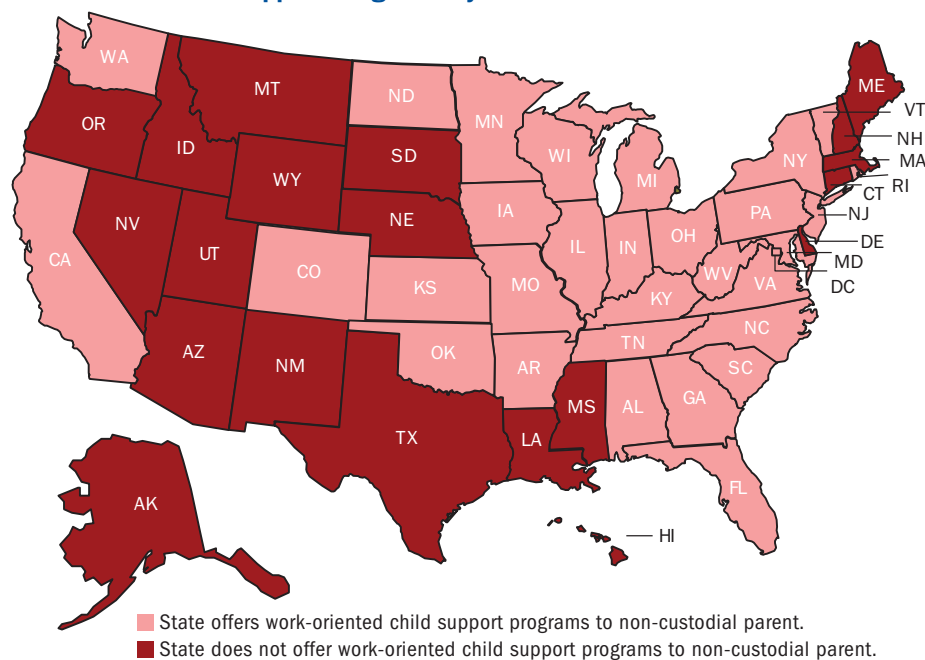 WA
MT
ND
ME
VT
OR
MN
ID
SD
WI
NY
NH
MA
WY
MI
CT
RI
NV
NE
IA
PA
NJ
UT
IL
IN
OH
DE
CA
CO
MD
WV
VA
DC
KS
MO
KY
NC
OK
TN
AZ
NM
AR
SC
MS
AL
GA
TX
LA
FL
AK
HI
State offers work-oriented child support programs to non-custodial parent.
State does not offer work-oriented child support programs to non-custodial parent.